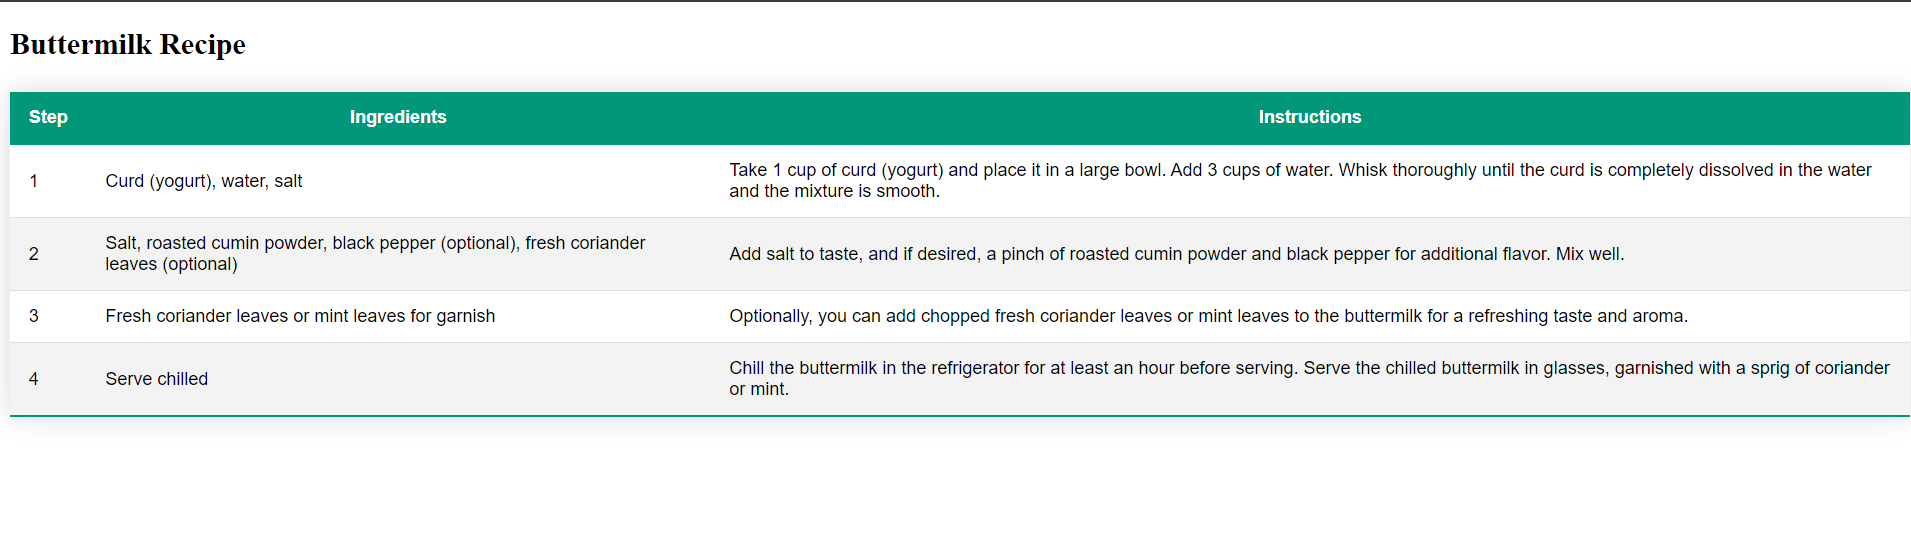 Buttermilk Recipe
Step Ingredients Instructions
1 Curd (yogurt), water, salt Take 1 cup of curd (yogurt) and place it in a large bowl. Add 3 cups of water. Whisk thoroughly until the curd is completely dissolved in the water
and the mixture is smooth.
2 Salt, roasted cumin powder, black pepper (optional), fresh coriander
leaves (optional) Add salt to taste, and if desired, a pinch of roasted cumin powder and black pepper for additional flavor. Mix well.
3 Fresh coriander leaves or mint leaves for garnish Optionally, you can add chopped fresh coriander leaves or mint leaves to the buttermilk for a refreshing taste and aroma.
4 Serve chilled Chill the buttermilk in the refrigerator for at least an hour before serving. Serve the chilled buttermilk in glasses, garnished with a sprig of coriander
or mint.